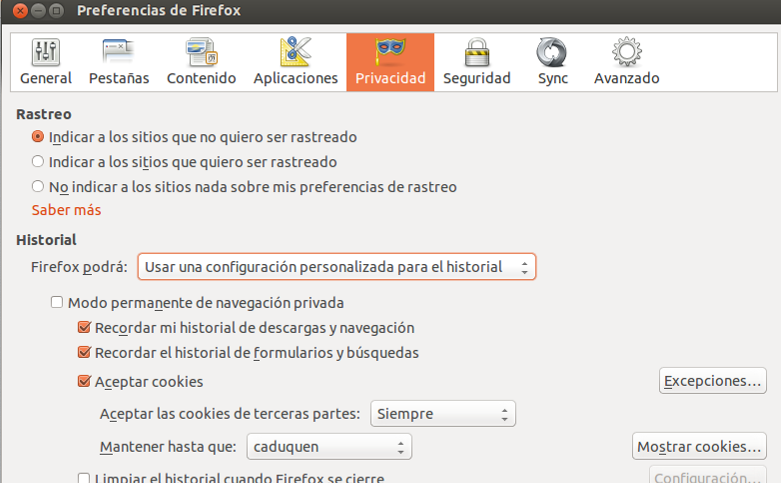 Preferencias de Firefox
General Pestañas Contenido Aplicaciones Privacidad Seguridad Sync Avanzado
Rastreo
Indicar a los sitios que no quiero ser rastreado
Indicar a los sitios que quiero ser rastreado
No indicar a los sitios nada sobre mis preferencias de rastreo
Saber más
Historial
Firefox podrá: Usar una configuración personalizada para el historial
Modo permanente de navegación privada
Recordar mi historial de descargas y navegación
Recordar el historial de formularios y búsquedas
Aceptar cookies Excepciones...
Aceptar las cookies de terceras partes: Siempre
Mantener hasta que: caduquen Mostrar cookies...
Limpiar el historial cuando Firefox se cierre Configuración...